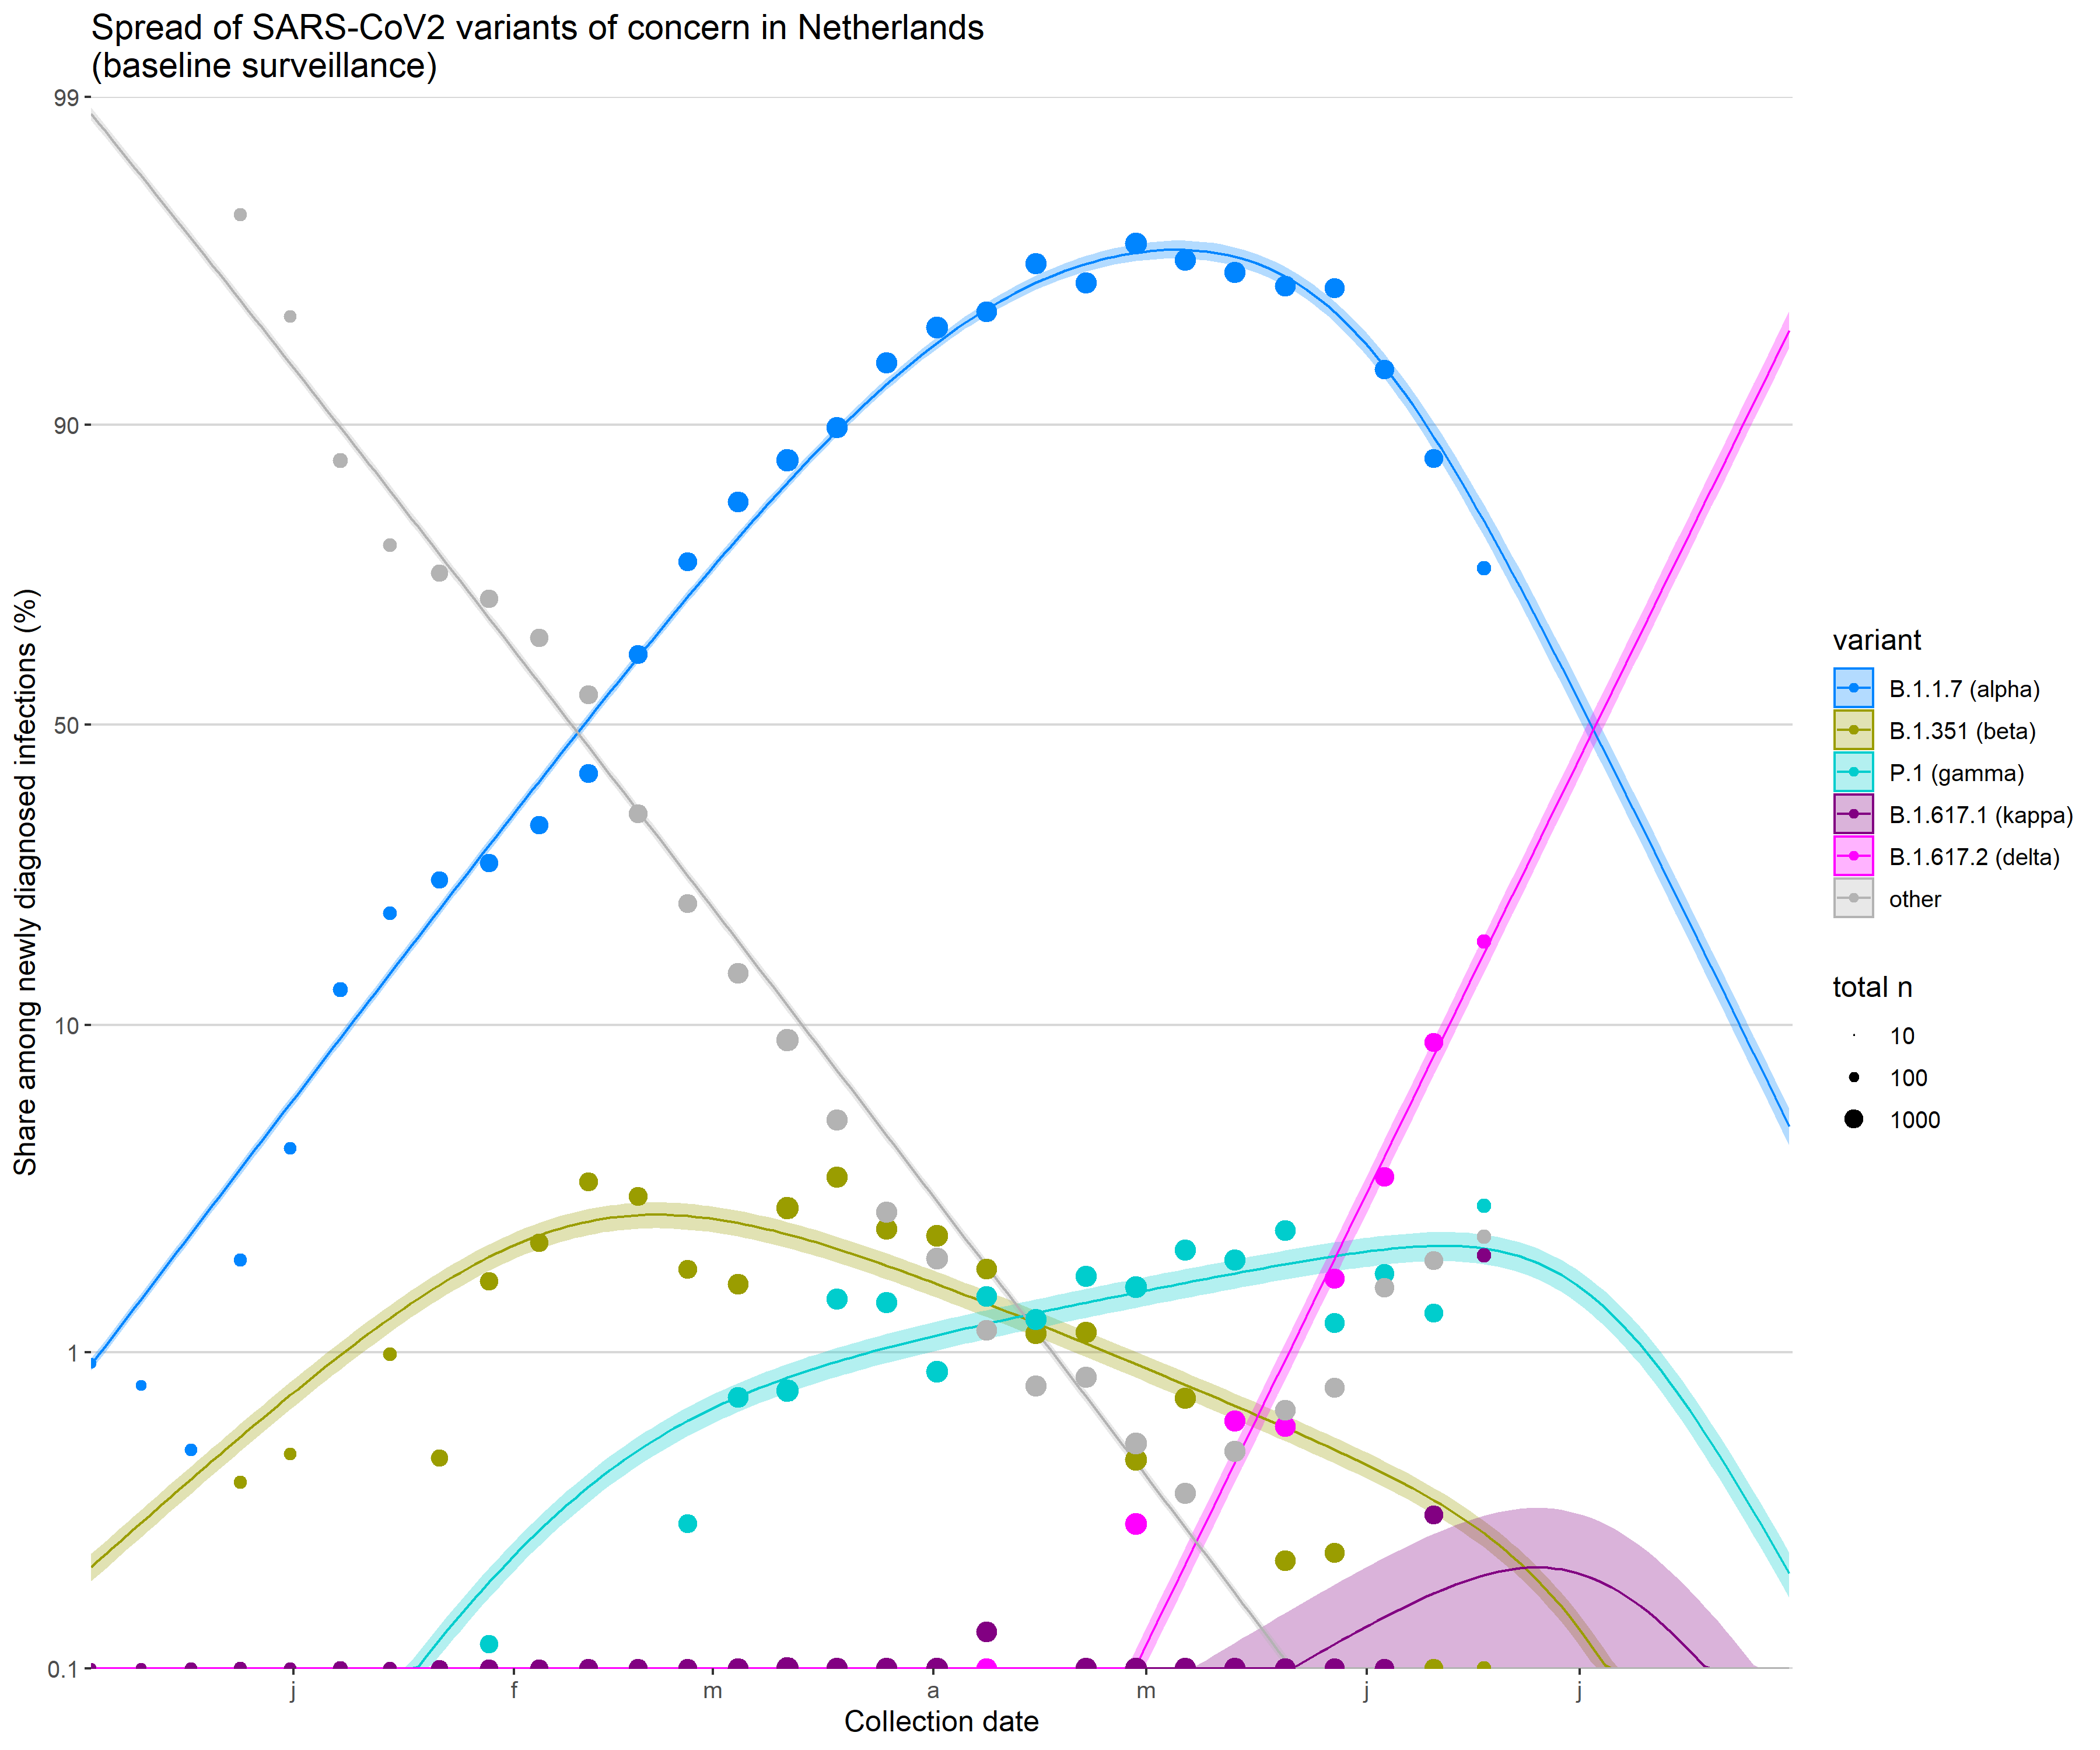 Spread of SARS-CoV2 variants of concern in Netherlands
(baseline surveillance)
Share among newly diagnosed infections (%)
99
90
50
10
1
0.1
j
f
m
a
m
j
j
Collection date
variant
B.1.1.7 (alpha)
B.1.351 (beta)
P.1 (gamma)
B.1.617.1 (kappa)
B.1.617.2 (delta)
other
total n
10
100
1000